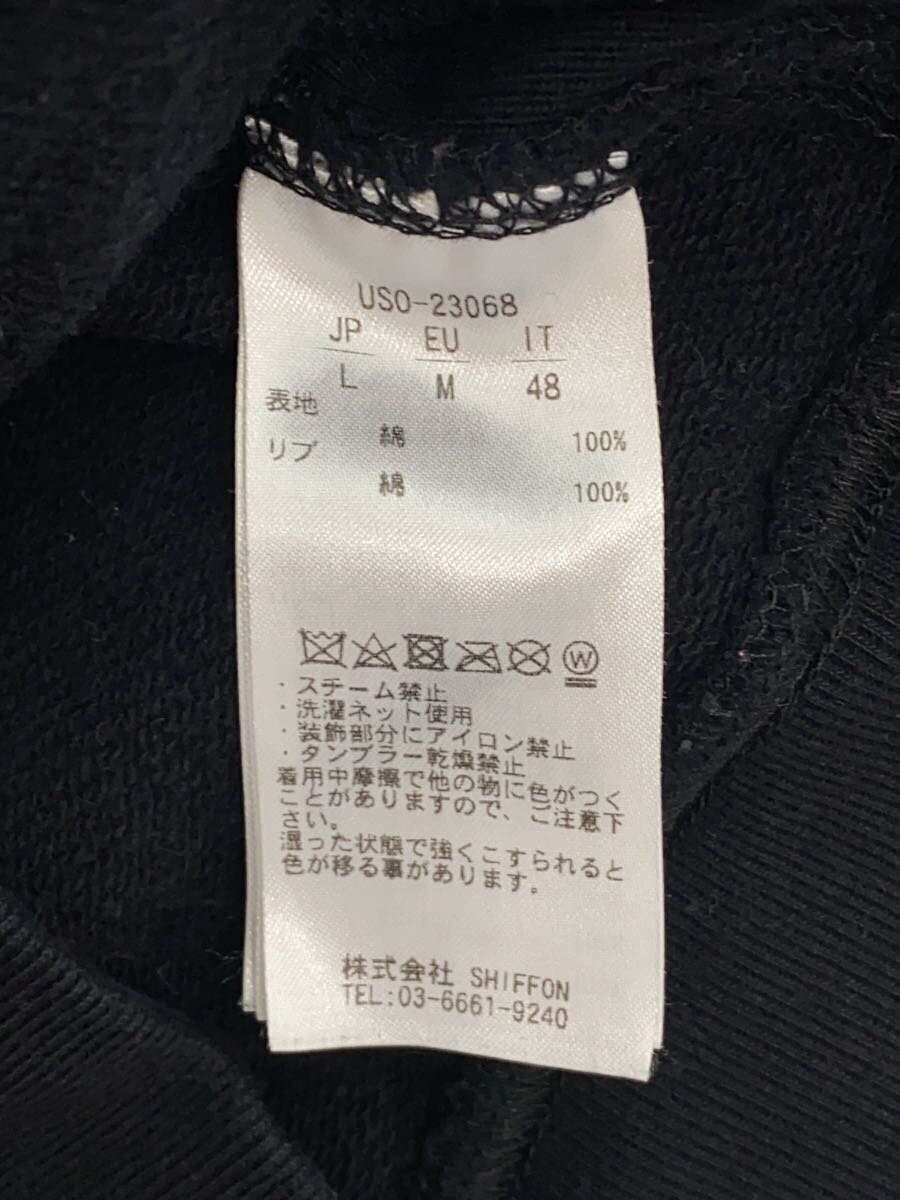 USO-23068
JP EU IT
L M 48
表地
綿 100%
リブ
綿 100%
W
・スチーム禁止
・洗濯ネット使用
・装飾部分にアイロン禁止
・タンブラー乾燥禁止
着用中摩擦で他の物に色がつく
ことがありますので、ご注意下
さい。
湿った状態で強くこすられると
色が移る事があります。
株式会社 SHIFFON
TEL:03-6661-9240